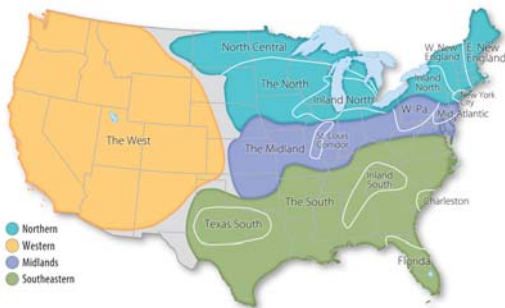 North Central
W. New
England
E. New
England
The North
Inland
North
Inland North
New York
City
W. Pa.
Mid-Atlantic
The West
St. Louis
Corridor
The Midland
Inland
South
The South
Charleston
Texas South
Florida
Northern
Western
Midlands
Southeastern